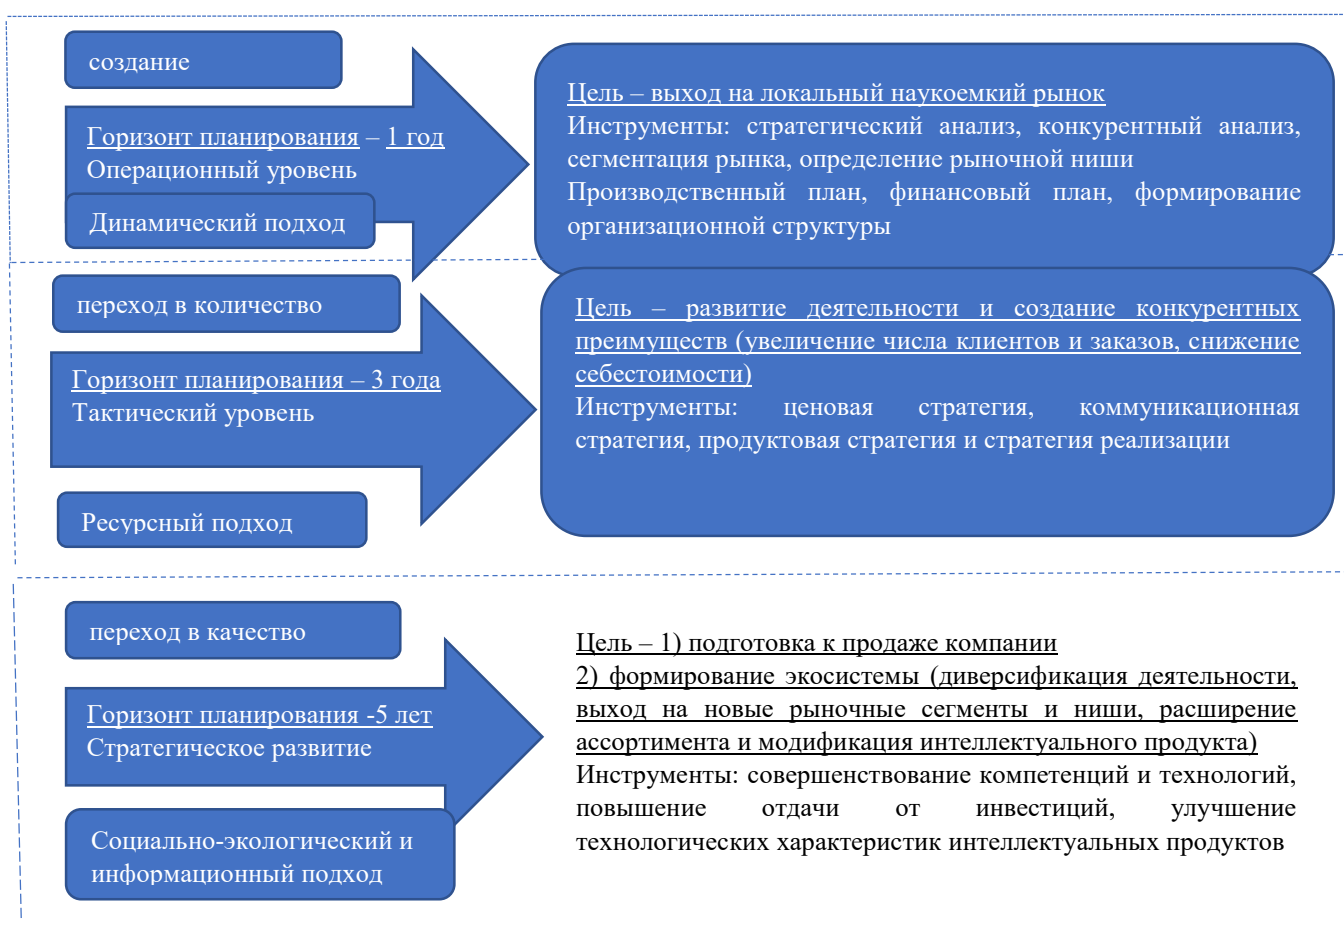 создание
Горизонт планирования – 1 год
Операционный уровень
Динамический подход
Цель – выход на локальный наукоемкий рынок
Инструменты: стратегический анализ, конкурентный анализ,
сегментация рынка, определение рыночной ниши
Производственный план, финансовый план, формирование
организационной структуры
переход в количество
Горизонт планирования – 3 года
Тактический уровень
Ресурсный подход
Цель – развитие деятельности и создание конкурентных
преимуществ (увеличение числа клиентов и заказов, снижение
себестоимости)
Инструменты: ценовая стратегия, коммуникационная
стратегия, продуктовая стратегия и стратегия реализации
переход в качество
Горизонт планирования -5 лет
Стратегическое развитие
Социально-экологический и
информационный подход
Цель – 1) подготовка к продаже компании
2) формирование экосистемы (диверсификация деятельности,
выход на новые рыночные сегменты и ниши, расширение
ассортимента и модификация интеллектуального продукта)
Инструменты: совершенствование компетенций и технологий,
повышение отдачи от инвестиций, улучшение
технологических характеристик интеллектуальных продуктов